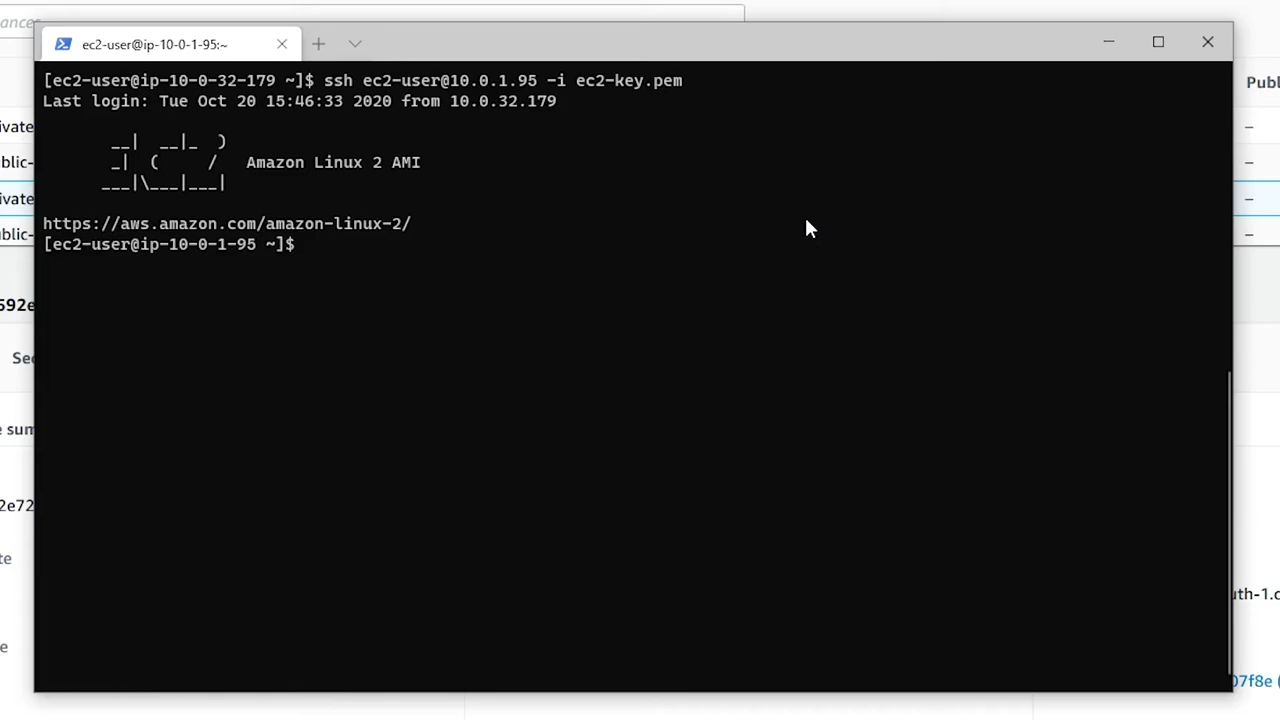 ances
ec2-user@ip-10-0-1-95:~
[ec2-user@ip-10-0-32-179 ~]$ ssh ec2-user@10.0.1.95 -i ec2-key.pem
Last login: Tue Oct 20 15:46:33 2020 from 10.0.32.179
       __|  __|_  )
       _|  (     /   Amazon Linux 2 AMI
      ___|\___|___|
https://aws.amazon.com/amazon-linux-2/
[ec2-user@ip-10-0-1-95 ~]$
Publ
ivate
–
blic-
–
ivate
–
blic-
–
592e
Sec
e sum
2e72
te
uth-1.c
e
07f8e (